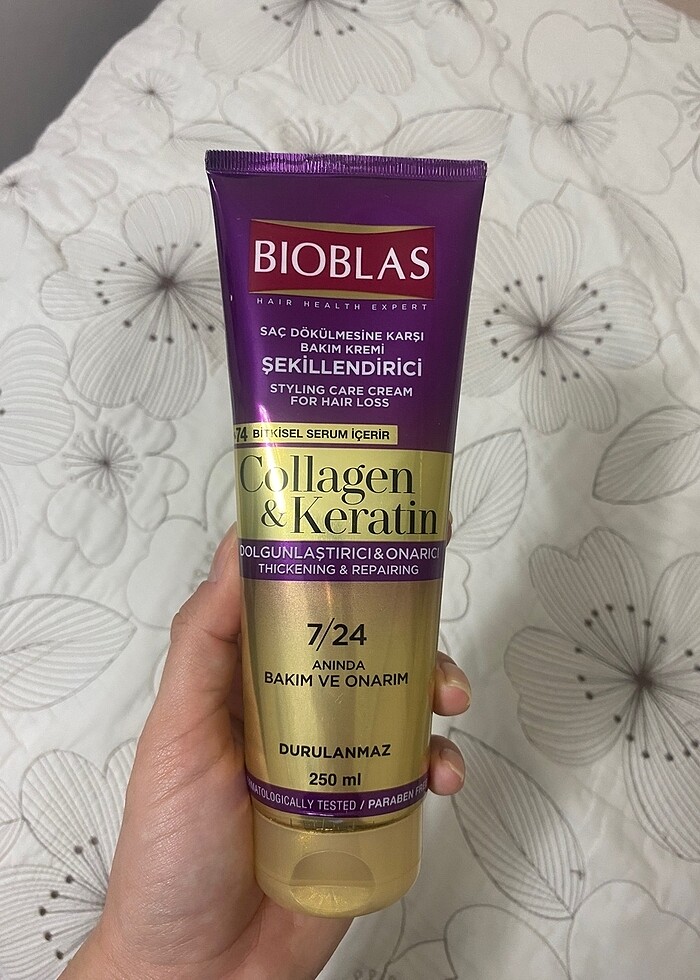 BIOBLAS
HAIR HEALTH EXPERT
SAÇ DÖKÜLMESİNE KARŞI
BAKIM KREMİ
ŞEKİLLENDİRİCİ
STYLING CARE CREAM
FOR HAIR LOSS
74 BİTKİSEL SERUM İÇERİR
Collagen
& Keratin
DOLGUNLAŞTIRICI & ONARICI
THICKENING & REPAIRING
7/24
ANINDA
BAKIM VE ONARIM
DURULANMAZ
250 ml
TESTED / PARABEN